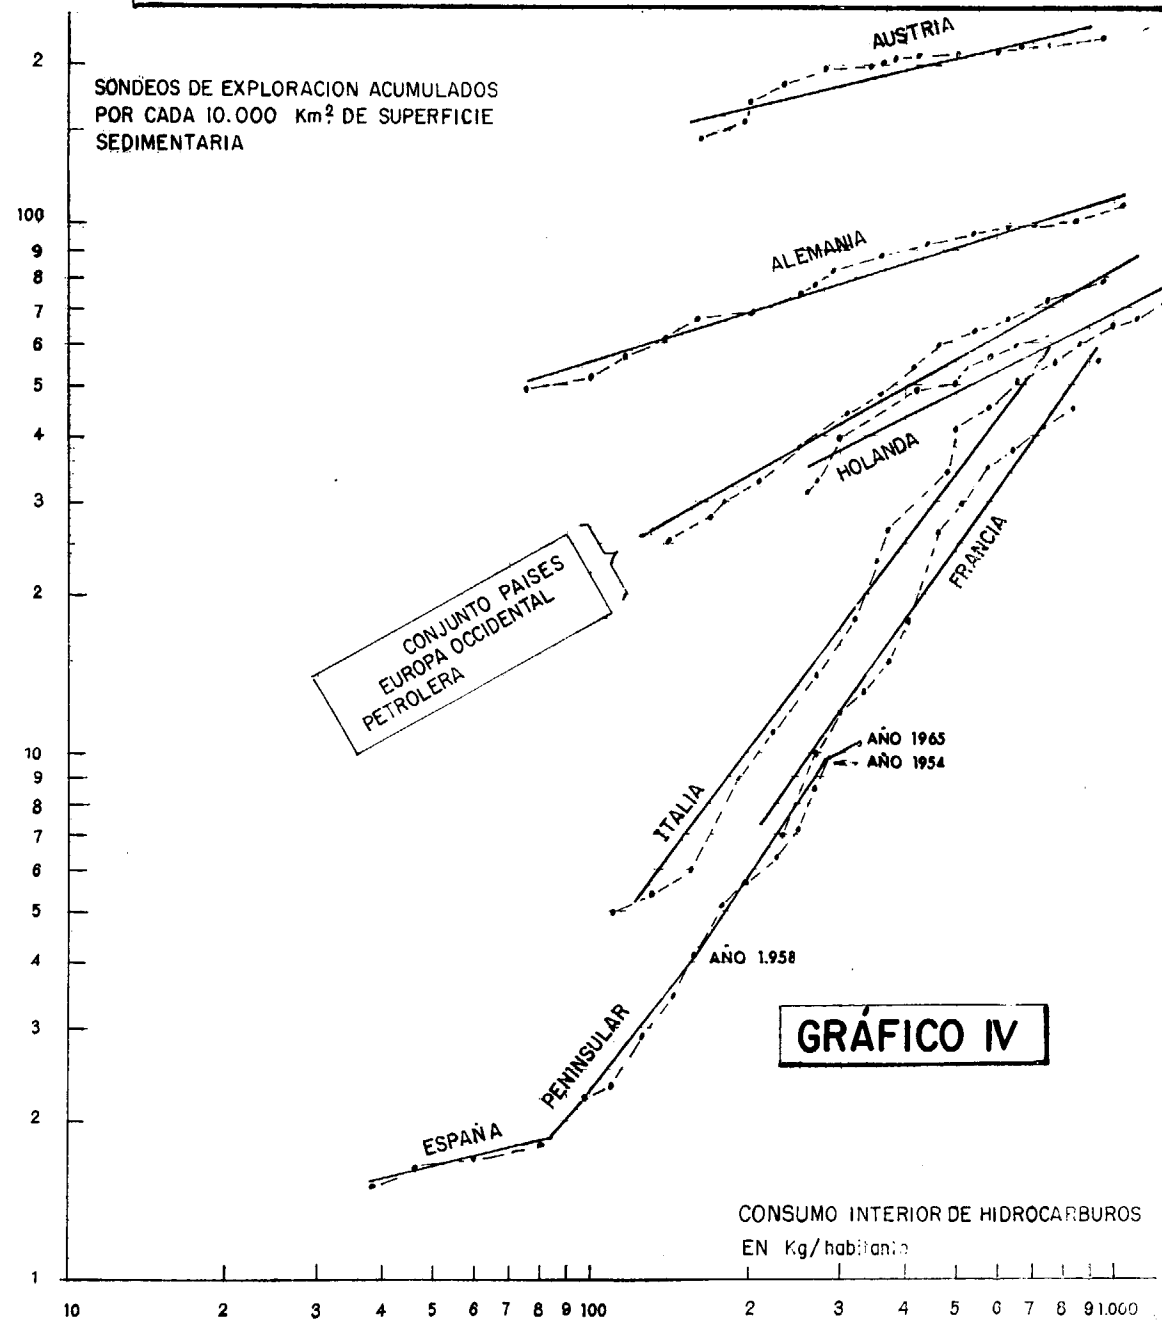 AUSTRIA
2
SONDEOS DE EXPLORACION ACUMULADOS
POR CADA 10.000 Km² DE SUPERFICIE
SEDIMENTARIA
100
9
8
7
6
5
4
3
2
10
9
8
7
6
5
4
3
2
1
ALEMANIA
HOLANDA
FRANCIA
CONJUNTO PAISES
EUROPA OCCIDENTAL
PETROLERA
AÑO 1965
AÑO 1954
ITALIA
AÑO 1.958
PENINSULAR
ESPAÑA
GRÁFICO IV
CONSUMO INTERIOR DE HIDROCARBUROS
EN Kg/habitante
10 2 3 4 5 6 7 8 9 100 2 3 4 5 6 7 8 9 1.000